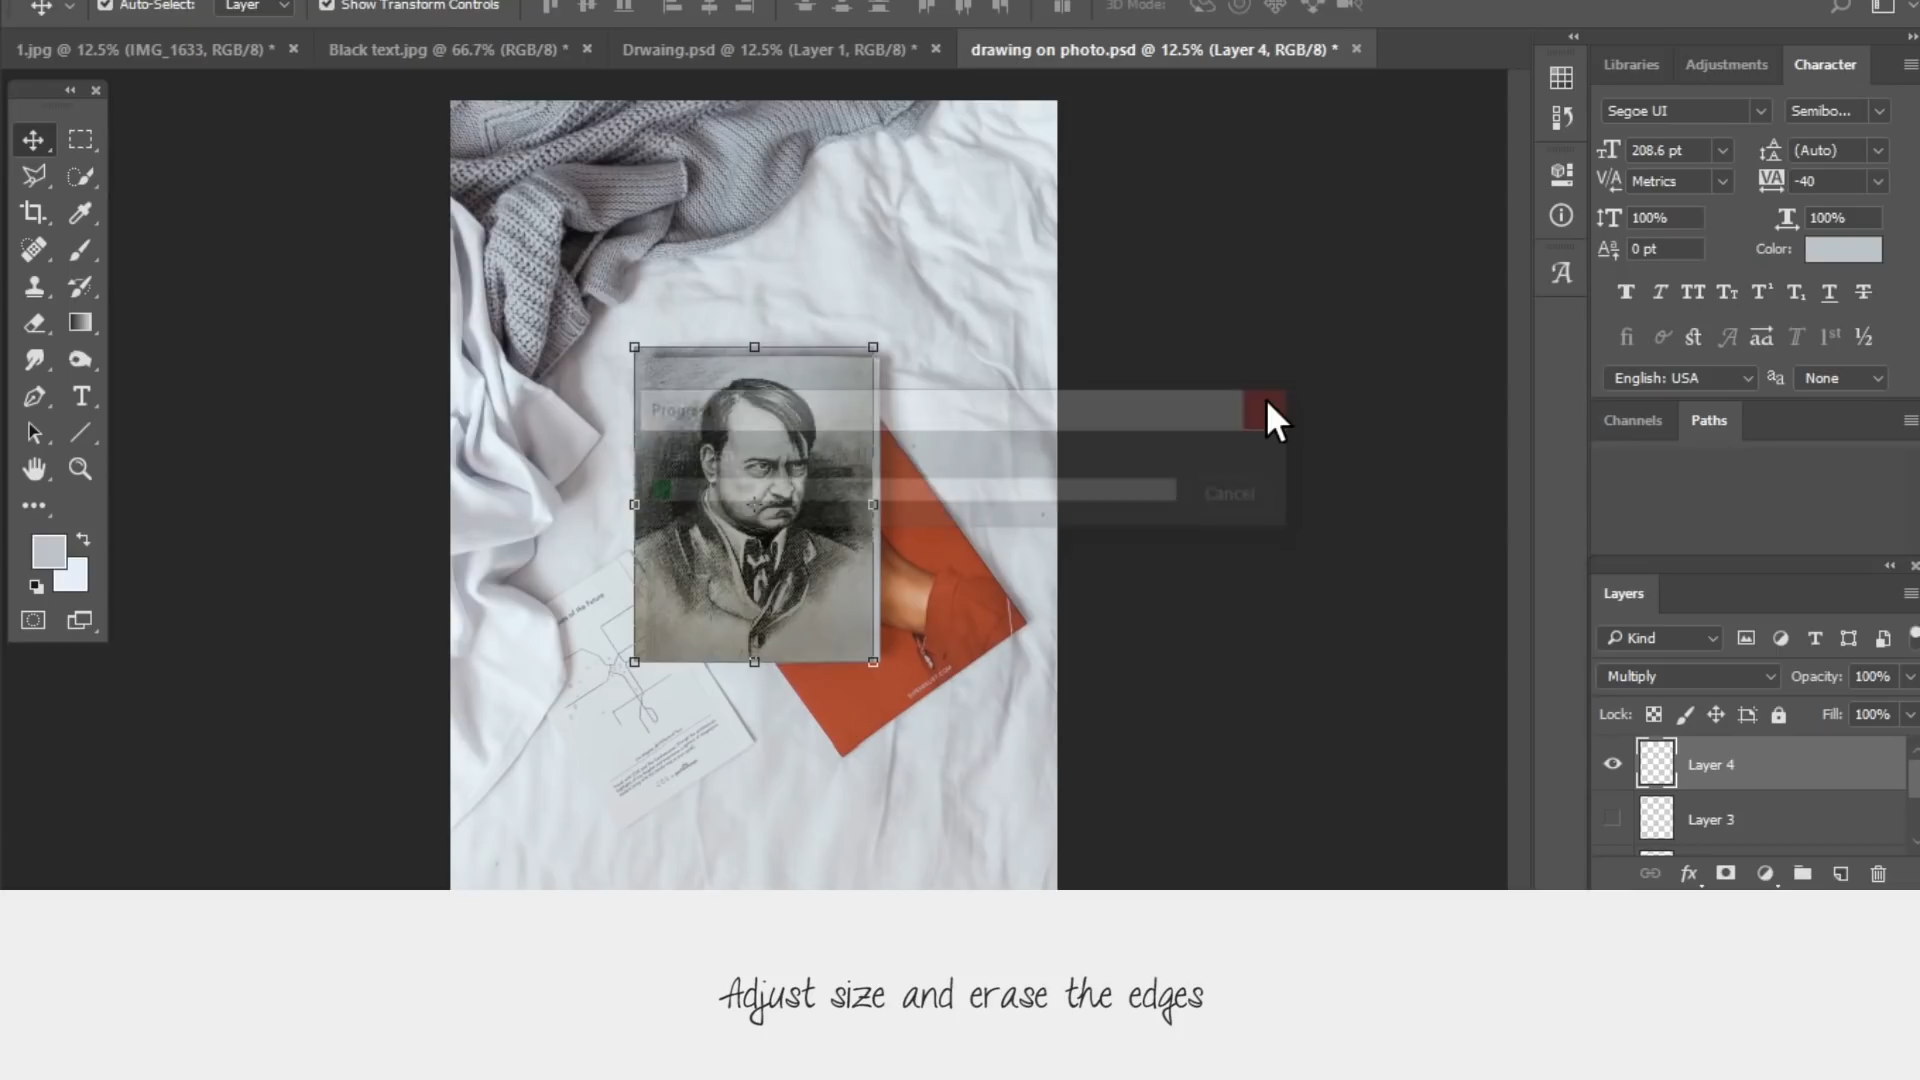 Auto-Select: Layer Show Transform Controls 3D Mode:
1.jpg @ 12.5% (IMG_1633, RGB/8) * Black text.jpg @ 66.7% (RGB/8) * Drwaing.psd @ 12.5% (Layer 1, RGB/8) * drawing on photo.psd @ 12.5% (Layer 4, RGB/8) *
Libraries Adjustments Character
Segoe UI Semibo...
208.6 pt (Auto)
Metrics -40
100% 100%
0 pt Color:
English: USA None
Cancel
Channels Paths
Layers
Kind
Multiply Opacity: 100%
Lock: Fill: 100%
Layer 4
Layer 3
Adjust size and erase the edges